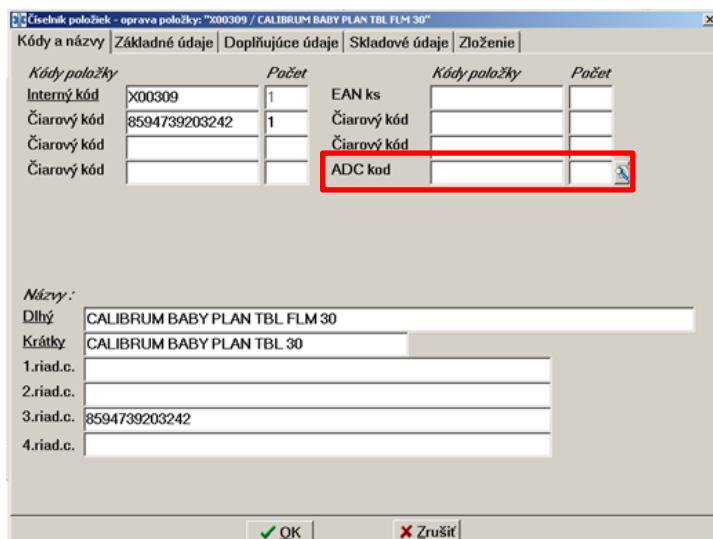 Číselník položiek - oprava položky: "X00309 / CALIBRUM BABY PLAN TBL FLM 30"
Kódy a názvy Základné údaje Doplňujúce údaje Skladové údaje Zloženie
Kódy položky Počet Kódy položky Počet
Interný kód X00309 1 EAN ks
Čiarový kód 8594739203242 1 Čiarový kód
Čiarový kód Čiarový kód
Čiarový kód ADC kod
Názvy :
Dlhý CALIBRUM BABY PLAN TBL FLM 30
Krátky CALIBRUM BABY PLAN TBL 30
1.riad.c.
2.riad.c.
3.riad.c. 8594739203242
4.riad.c.
OK Zrušiť